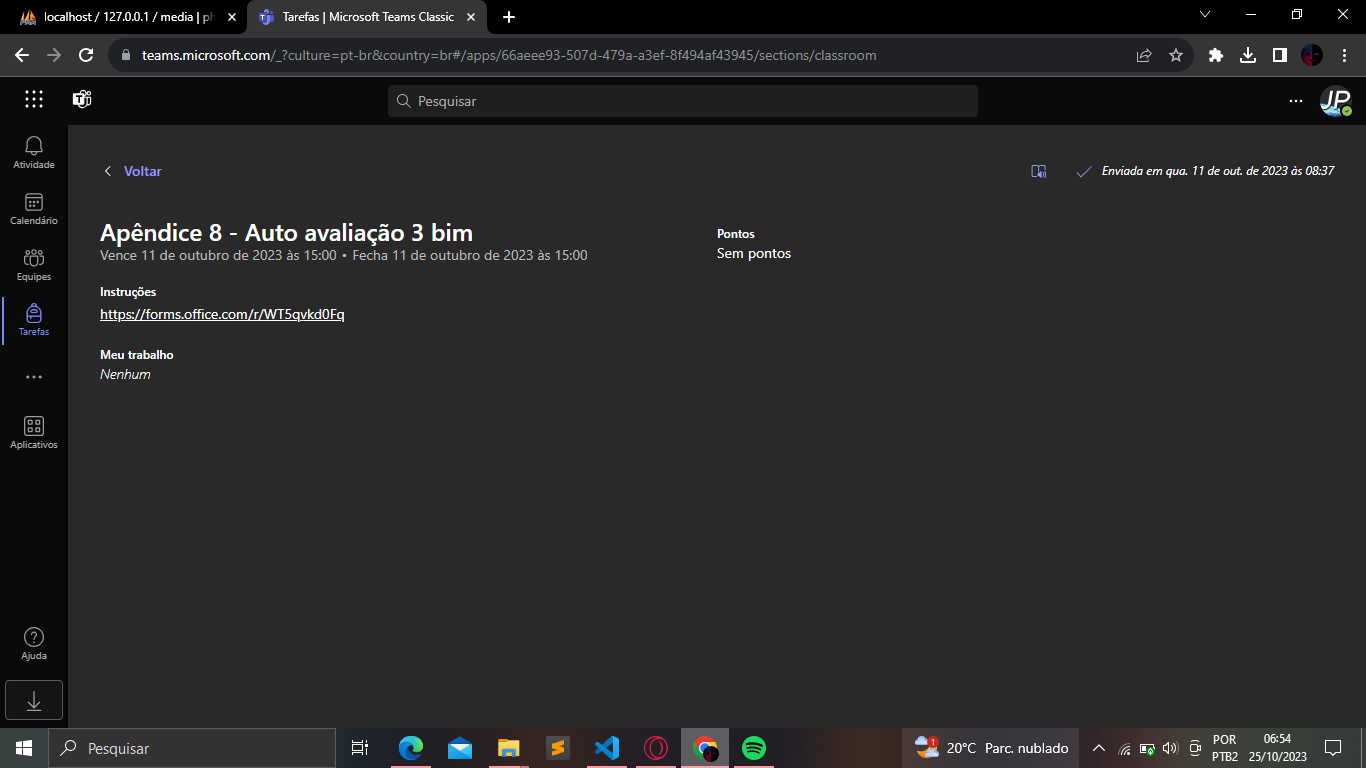 localhost / 127.0.0.1 / media | ph
Tarefas | Microsoft Teams Classic
teams.microsoft.com/_?culture=pt-br&country=br#/apps/66aeee93-507d-479a-a3ef-8f494af43945/sections/classroom
Pesquisar
JP
Atividade
Calendário
Equipes
Tarefas
Aplicativos
Ajuda
Voltar
Enviada em qua. 11 de out. de 2023 às 08:37
Apêndice 8 - Auto avaliação 3 bim
Vence 11 de outubro de 2023 às 15:00 • Fecha 11 de outubro de 2023 às 15:00
Pontos
Sem pontos
Instruções
https://forms.office.com/r/WT5qvkd0Fq
Meu trabalho
Nenhum
Pesquisar
1
20°C Parc. nublado
POR
PTB2
06:54
25/10/2023